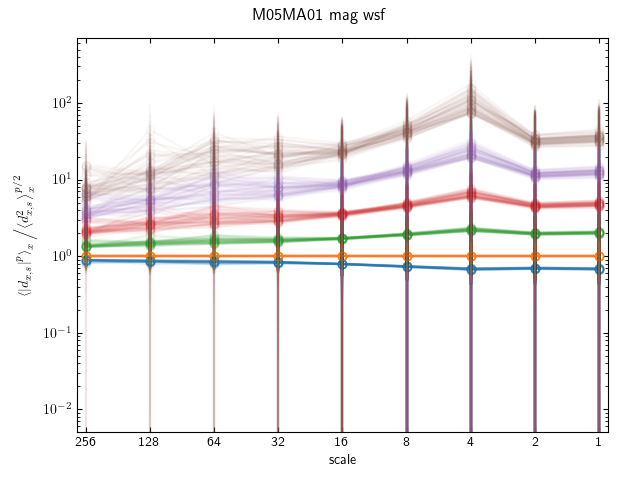 M05MA01 mag wsf
⟨|d_{x,s}|^p⟩_x / ⟨d^2_{x,s}⟩_x^{p/2}
10^2
10^1
10^0
10^{-1}
10^{-2}
256 128 64 32 16 8 4 2 1
scale